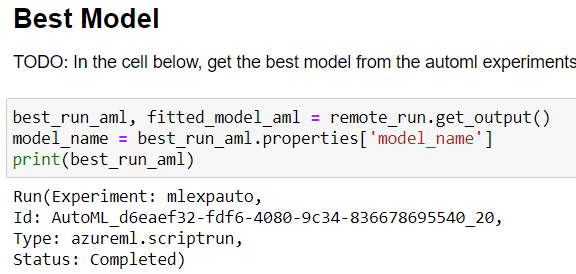 Best Model
TODO: In the cell below, get the best model from the automl experiments
best_run_aml, fitted_model_aml = remote_run.get_output()
model_name = best_run_aml.properties['model_name']
print(best_run_aml)
Run(Experiment: mlexpauto,
Id: AutoML_d6eaef32-fdf6-4080-9c34-836678695540_20,
Type: azureml.scriptrun,
Status: Completed)